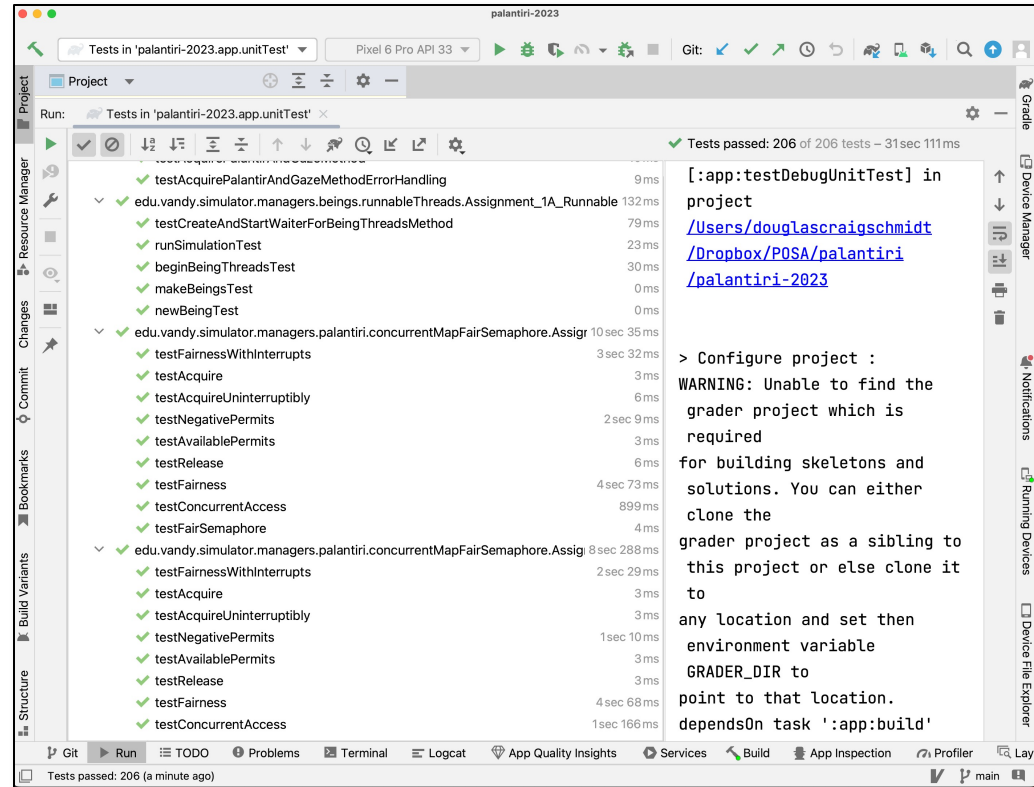 palantiri-2023
Tests in 'palantiri-2023.app.unitTest'
Pixel 6 Pro API 33
Git:
Project
Run:
Tests in 'palantiri-2023.app.unitTest'
Tests passed: 206 of 206 tests – 31 sec 111 ms
testAcquirePalantirAndGazeMethodErrorHandling 9 ms
edu.vandy.simulator.managers.beings.runnableThreads.Assignment_1A_Runnable 132 ms
testCreateAndStartWaiterForBeingThreadsMethod 79 ms
runSimulationTest 23 ms
beginBeingThreadsTest 30 ms
makeBeingsTest 0 ms
newBeingTest 0 ms
edu.vandy.simulator.managers.palantiri.concurrentMapFairSemaphore.Assigr 10 sec 35 ms
testFairnessWithInterrupts 3 sec 32 ms
testAcquire 3 ms
testAcquireUninterruptibly 6 ms
testNegativePermits 2 sec 9 ms
testAvailablePermits 3 ms
testRelease 6 ms
testFairness 4 sec 73 ms
testConcurrentAccess 899 ms
testFairSemaphore 4 ms
edu.vandy.simulator.managers.palantiri.concurrentMapFairSemaphore.Assig 8 sec 288 ms
testFairnessWithInterrupts 2 sec 29 ms
testAcquire 3 ms
testAcquireUninterruptibly 3 ms
testNegativePermits 1 sec 10 ms
testAvailablePermits 3 ms
testRelease 3 ms
testFairness 4 sec 68 ms
testConcurrentAccess 1 sec 166 ms
[:app:testDebugUnitTest] in
project
/Users/douglascraigschmidt
/Dropbox/POSA/palantiri
/palantiri-2023
> Configure project :
WARNING: Unable to find the
grader project which is
required
for building skeletons and
solutions. You can either
clone the
grader project as a sibling to
this project or else clone it
to
any location and set then
environment variable
GRADER_DIR to
point to that location.
dependsOn task ':app:build'
Project
Resource Manager
Changes
Commit
Bookmarks
Build Variants
Structure
Gradle
Device Manager
Notifications
Running Devices
Device File Explorer
Git
Run
TODO
Problems
Terminal
Logcat
App Quality Insights
Services
Build
App Inspection
Profiler
Lay
Tests passed: 206 (a minute ago)
main